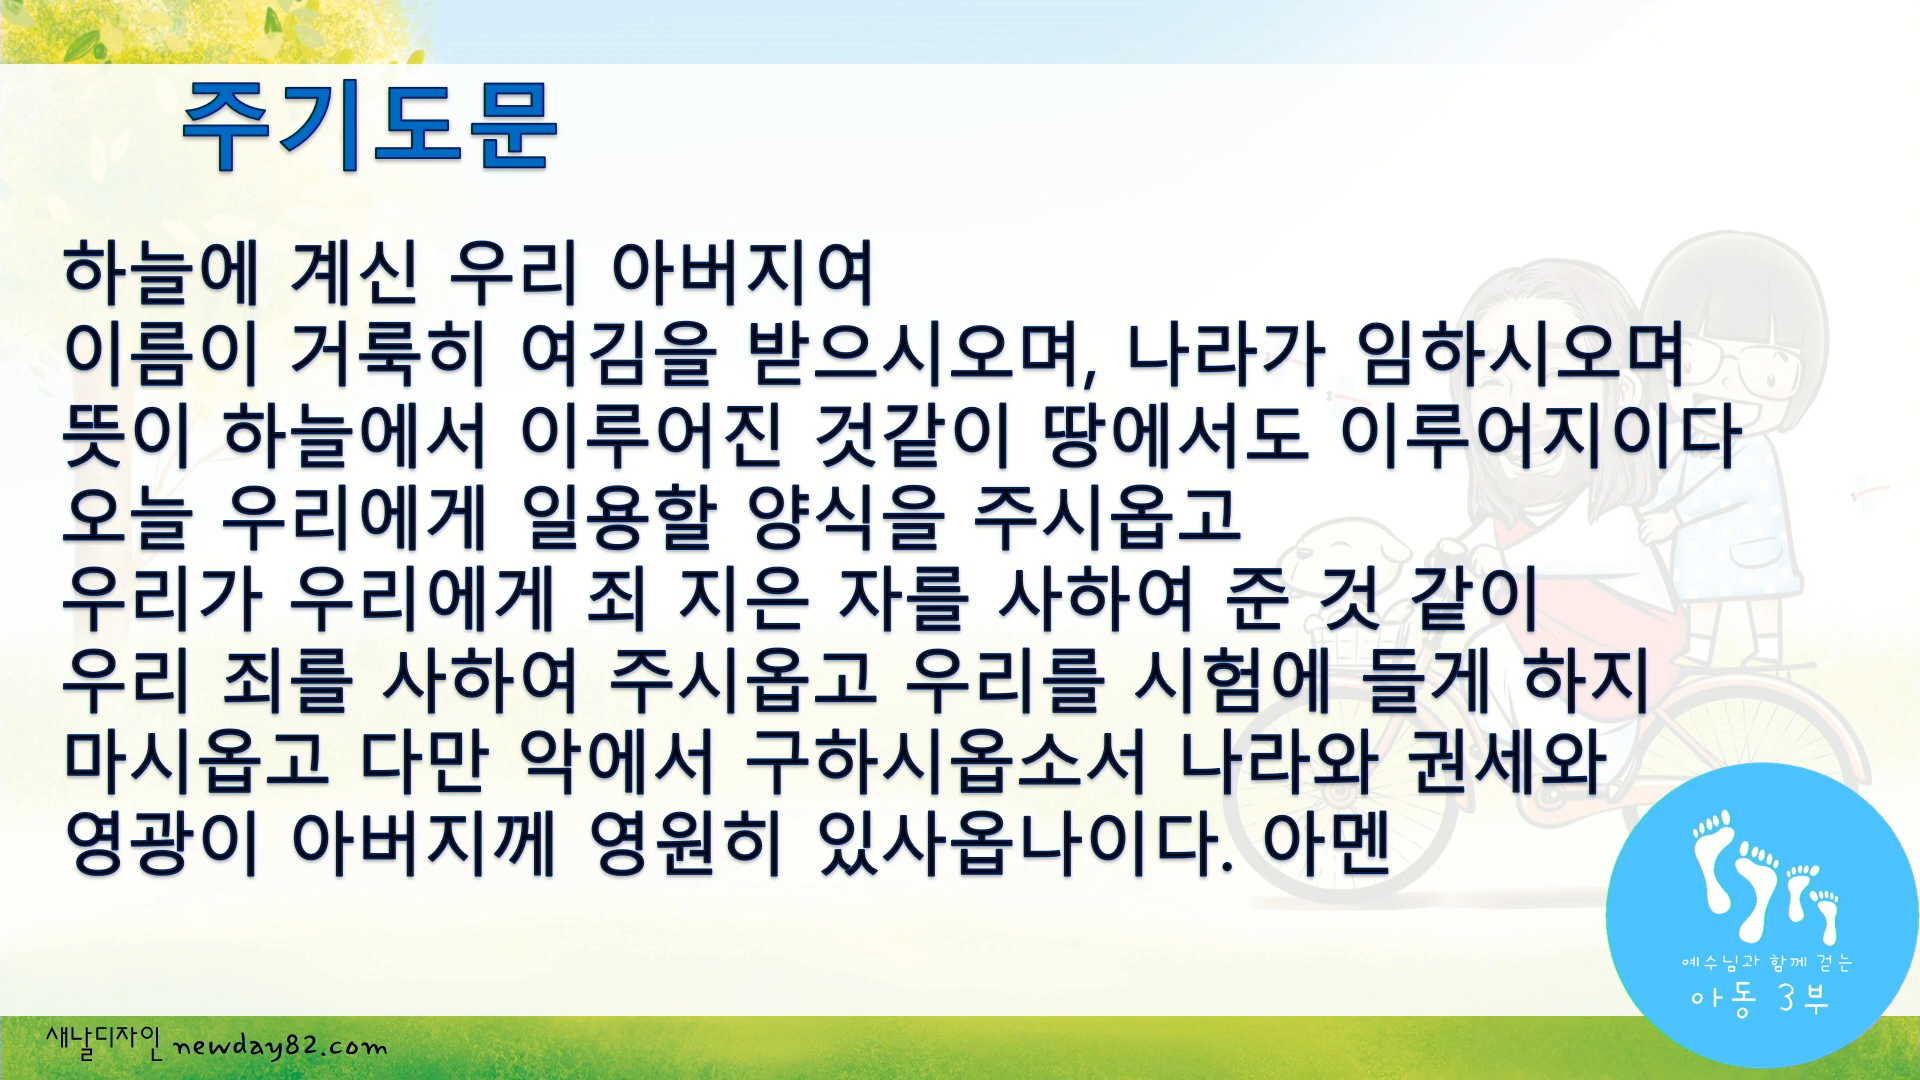 주기도문
하늘에 계신 우리 아버지여
이름이 거룩히 여김을 받으시오며, 나라가 임하시오며
뜻이 하늘에서 이루어진 것같이 땅에서도 이루어지이다
오늘 우리에게 일용할 양식을 주시옵고
우리가 우리에게 죄 지은 자를 사하여 준 것 같이
우리 죄를 사하여 주시옵고 우리를 시험에 들게 하지
마시옵고 다만 악에서 구하시옵소서 나라와 권세와
영광이 아버지께 영원히 있사옵나이다. 아멘
예수님과 함께 걷는
아동 3부
새날디자인 newday82.com